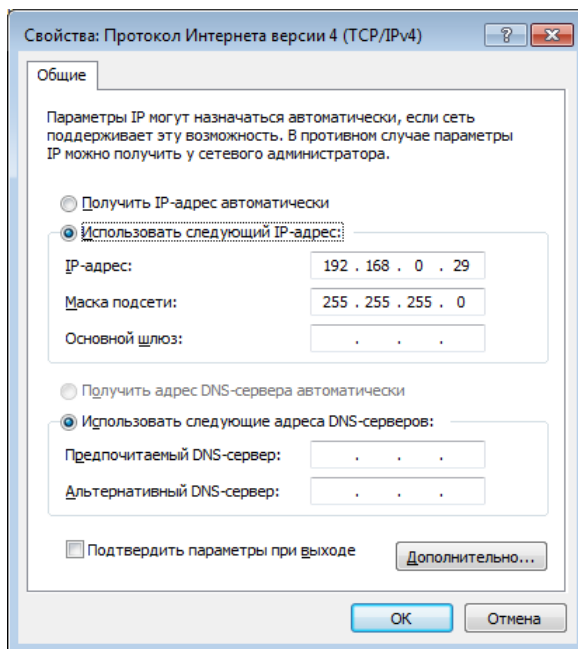 Свойства: Протокол Интернета версии 4 (TCP/IPv4)
Общие
Параметры IP могут назначаться автоматически, если сеть
поддерживает эту возможность. В противном случае параметры
IP можно получить у сетевого администратора.
Получить IP-адрес автоматически
Использовать следующий IP-адрес:
IP-адрес: 192 . 168 . 0 . 29
Маска подсети: 255 . 255 . 255 . 0
Основной шлюз: . . .
Получить адрес DNS-сервера автоматически
Использовать следующие адреса DNS-серверов:
Предпочитаемый DNS-сервер: . . .
Альтернативный DNS-сервер: . . .
Подтвердить параметры при выходе
Дополнительно...
ОК Отмена